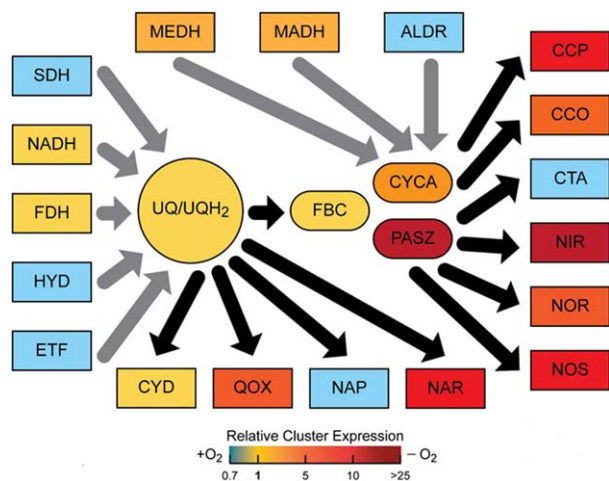 MEDH
MADH
ALDR
CCP
SDH
CCO
NADH
CYCA
CTA
FDH
UQ/UQH₂
FBC
PASZ
NIR
HYD
NOR
ETF
NOS
CYD
QOX
NAP
NAR
Relative Cluster Expression
+O₂
– O₂
0.7 1 5 10 >25